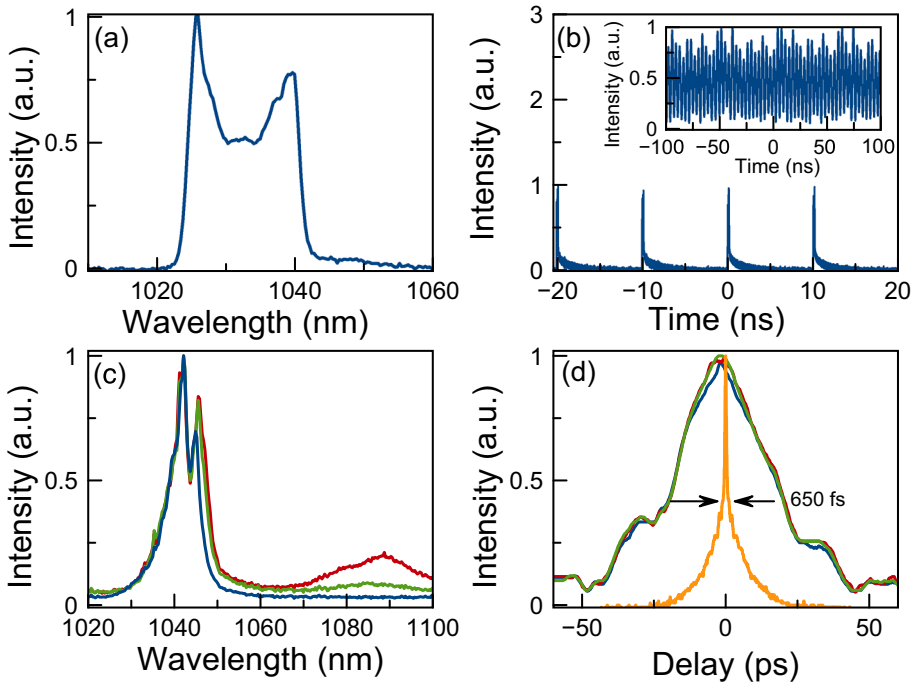 (a)
Intensity (a.u.)
1
0.5
0
1020 1040 1060
Wavelength (nm)
(b)
Intensity (a.u.)
3
2
1
0
−20 −10 0 10 20
Time (ns)
Intensity (a.u.)
1
0.5
0
−100 −50 0 50 100
Time (ns)
(c)
Intensity (a.u.)
1
0.5
0
1020 1040 1060 1080 1100
Wavelength (nm)
(d)
Intensity (a.u.)
1
0.5
0
650 fs
−50 0 50
Delay (ps)